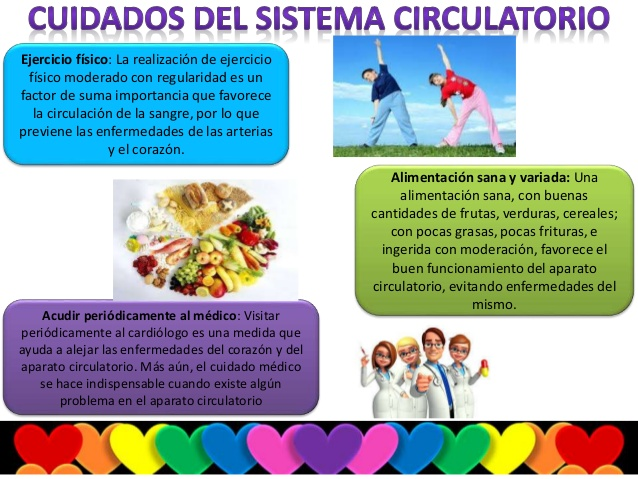 CUIDADOS DEL SISTEMA CIRCULATORIO
Ejercicio físico: La realización de ejercicio
físico moderado con regularidad es un
factor de suma importancia que favorece
la circulación de la sangre, por lo que
previene las enfermedades de las arterias
y el corazón.
Alimentación sana y variada: Una
alimentación sana, con buenas
cantidades de frutas, verduras, cereales;
con pocas grasas, pocas frituras, e
ingerida con moderación, favorece el
buen funcionamiento del aparato
circulatorio, evitando enfermedades del
mismo.
Acudir periódicamente al médico: Visitar
periódicamente al cardiólogo es una medida que
ayuda a alejar las enfermedades del corazón y del
aparato circulatorio. Más aún, el cuidado médico
se hace indispensable cuando existe algún
problema en el aparato circulatorio